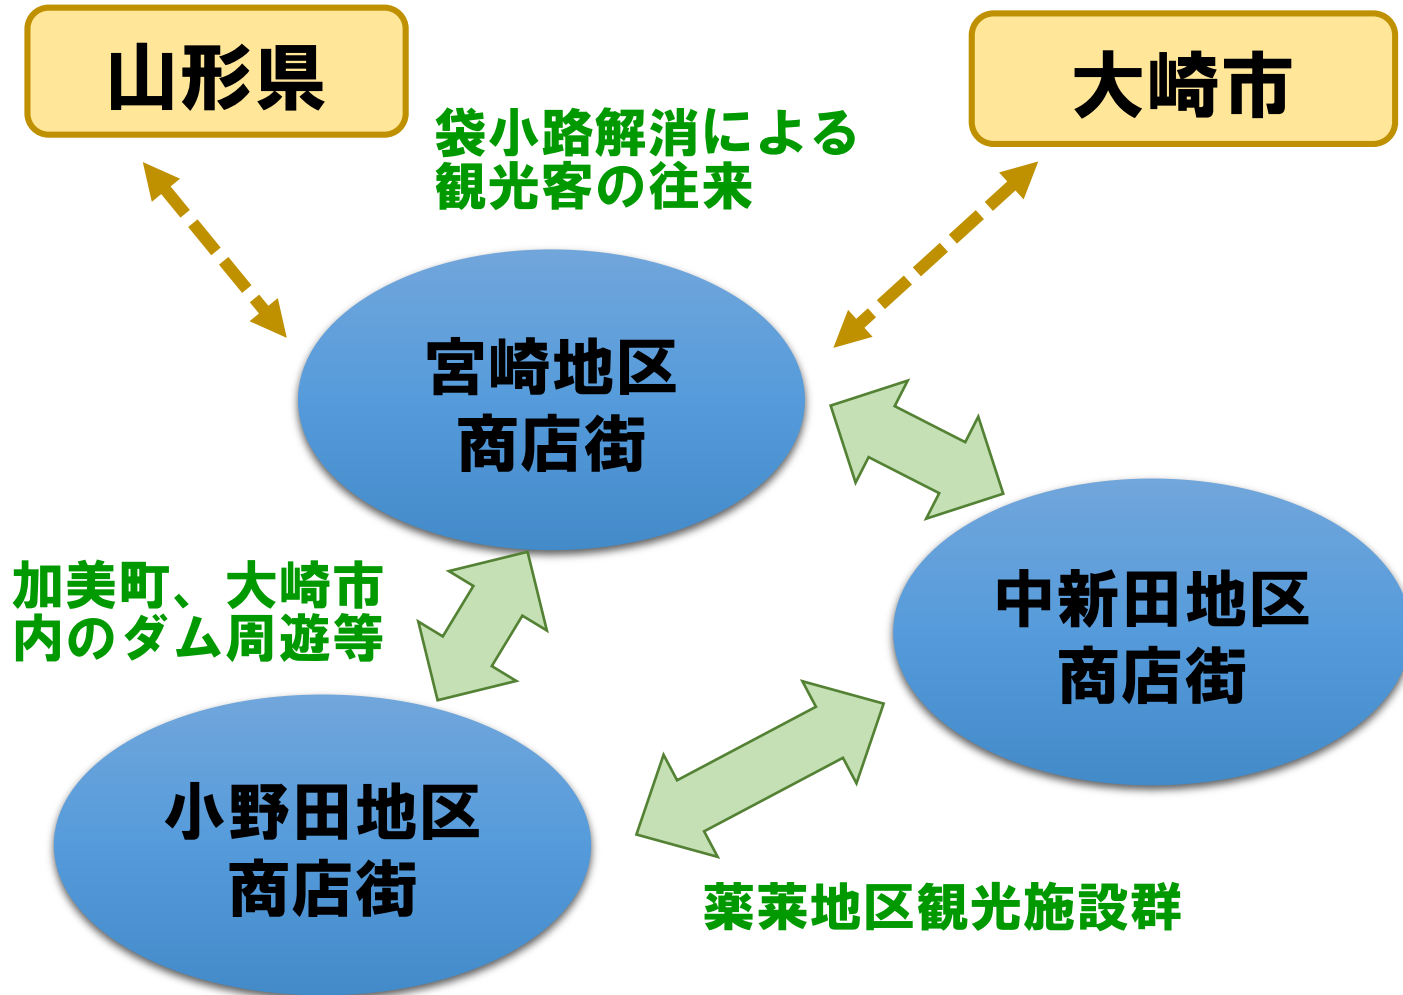 山形県
大崎市
袋小路解消による
観光客の往来
宮崎地区
商店街
加美町、大崎市
内のダム周遊等
中新田地区
商店街
小野田地区
商店街
薬莱地区観光施設群